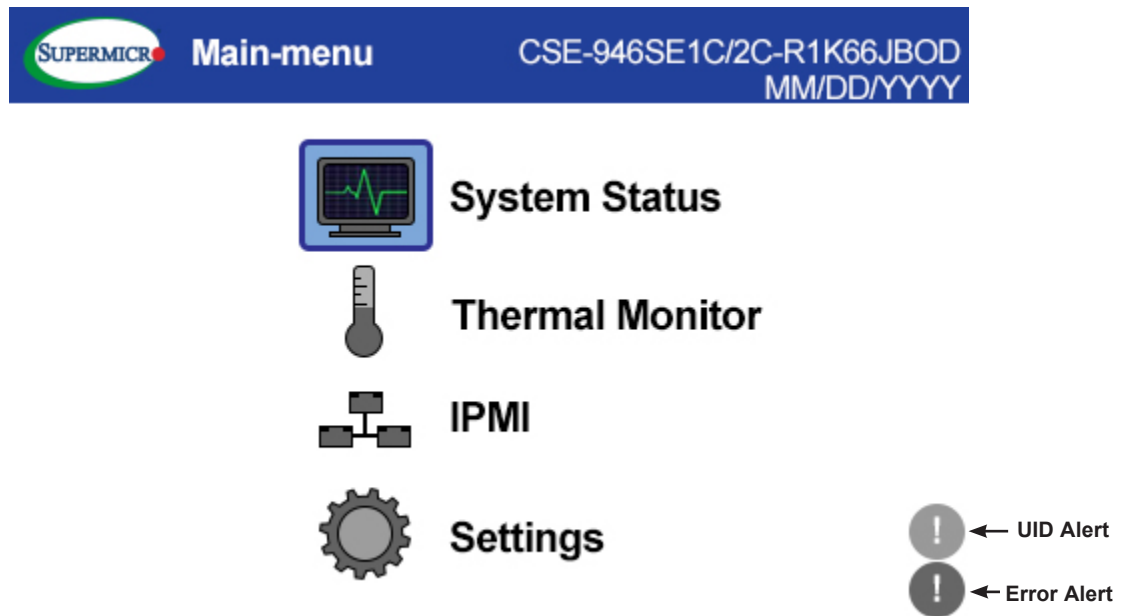 SUPERMICR
Main-menu
CSE-946SE1C/2C-R1K66JBOD
MM/DD/YYYY
System Status
Thermal Monitor
IPMI
Settings
! UID Alert
! Error Alert